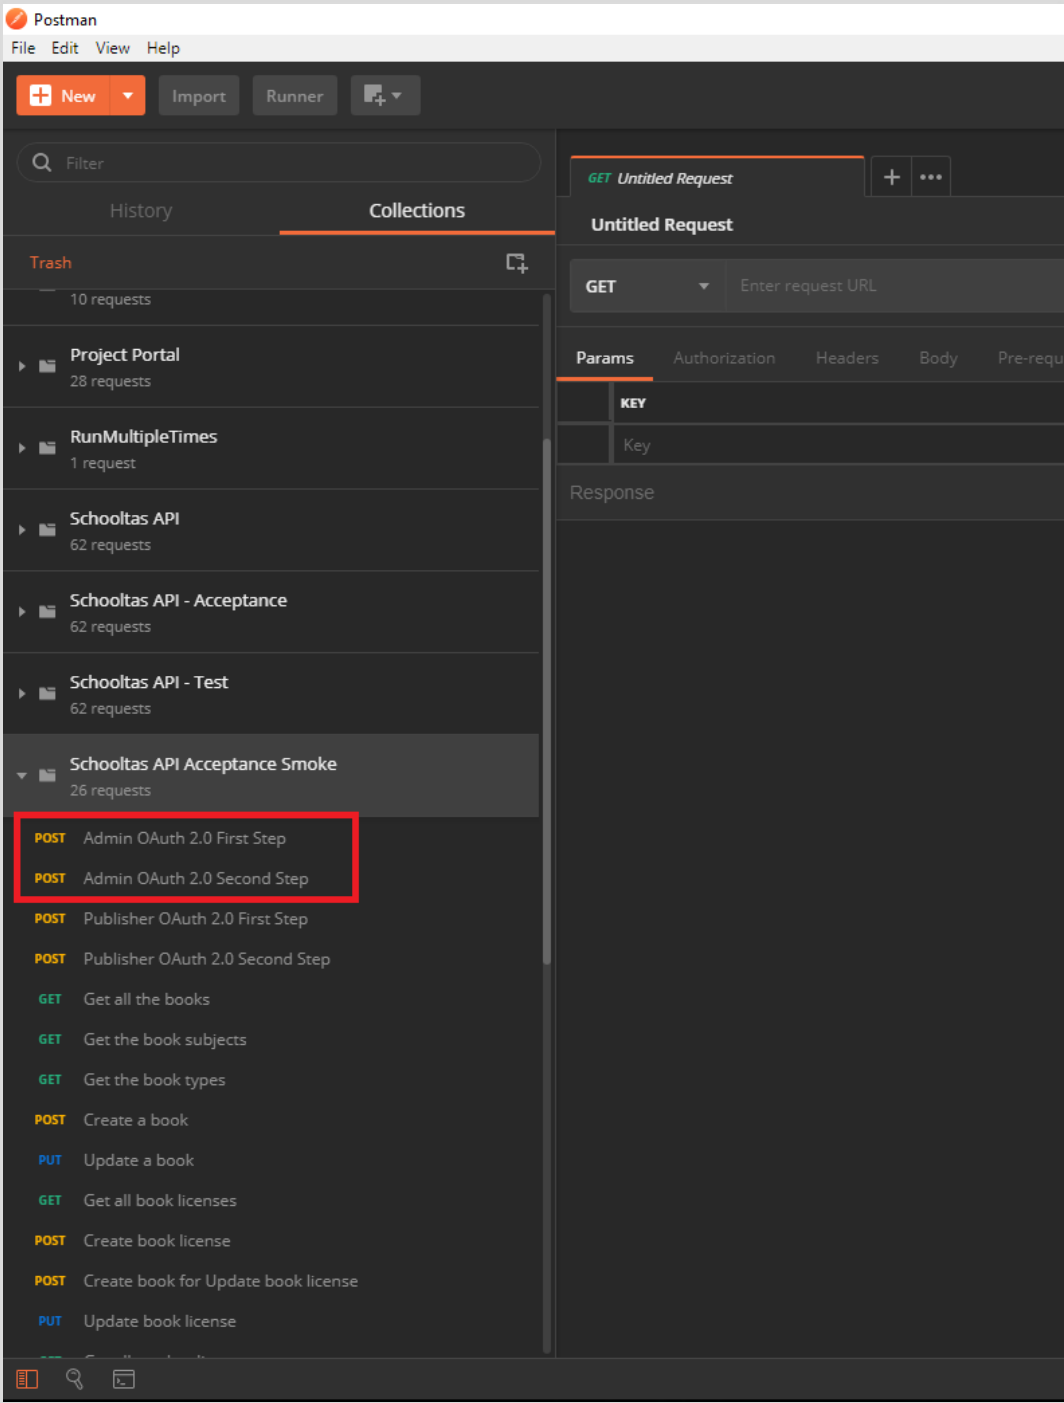 Postman
File Edit View Help
New Import Runner
Filter
History Collections
Trash
10 requests
Project Portal
28 requests
RunMultipleTimes
1 request
Schooltas API
62 requests
Schooltas API - Acceptance
62 requests
Schooltas API - Test
62 requests
Schooltas API Acceptance Smoke
26 requests
POST Admin OAuth 2.0 First Step
POST Admin OAuth 2.0 Second Step
POST Publisher OAuth 2.0 First Step
POST Publisher OAuth 2.0 Second Step
GET Get all the books
GET Get the book subjects
GET Get the book types
POST Create a book
PUT Update a book
GET Get all book licenses
POST Create book license
POST Create book for Update book license
PUT Update book license
GET Untitled Request
Untitled Request
GET Enter request URL
Params Authorization Headers Body Pre-requ
KEY
Key
Response